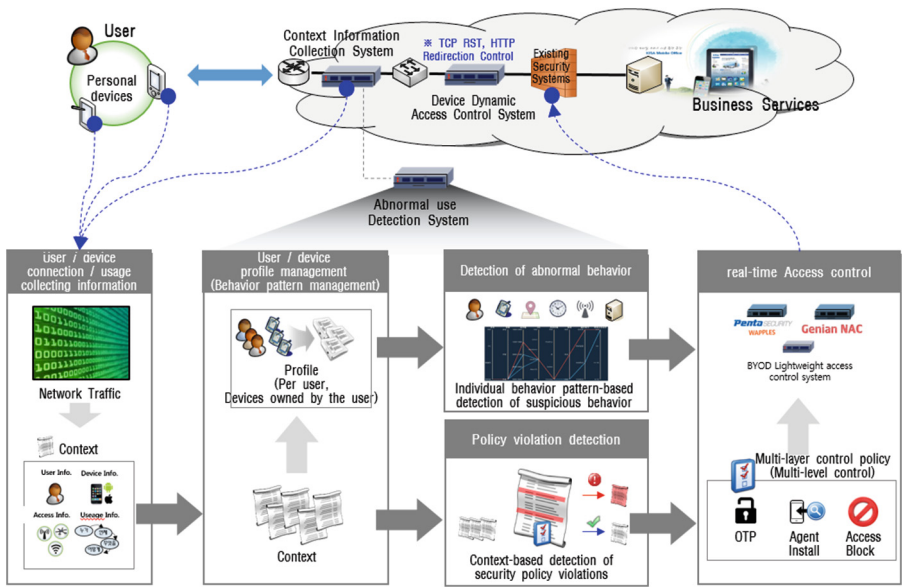 User
Personal
devices
Context Information
Collection System
※ TCP RST, HTTP
Redirection Control
Existing
Security
Systems
Device Dynamic
Access Control System
Business Services
Abnormal use
Detection System
User / device
connection / usage
collecting information
Network Traffic
Context
User Info.
Device Info.
Access Info.
Useage Info.
User / device
profile management
(Behavior pattern management)
Profile
(Per user,
Devices owned by the user)
Context
Detection of abnormal behavior
Individual behavior pattern-based
detection of suspicious behavior
Policy violation detection
Context-based detection of
security policy violations
real-time Access control
PentaSECURITY
WAPPLES
Genian NAC
BYOD Lightweight access
control system
Multi-layer control policy
(Multi-level control)
OTP
Agent
Install
Access
Block